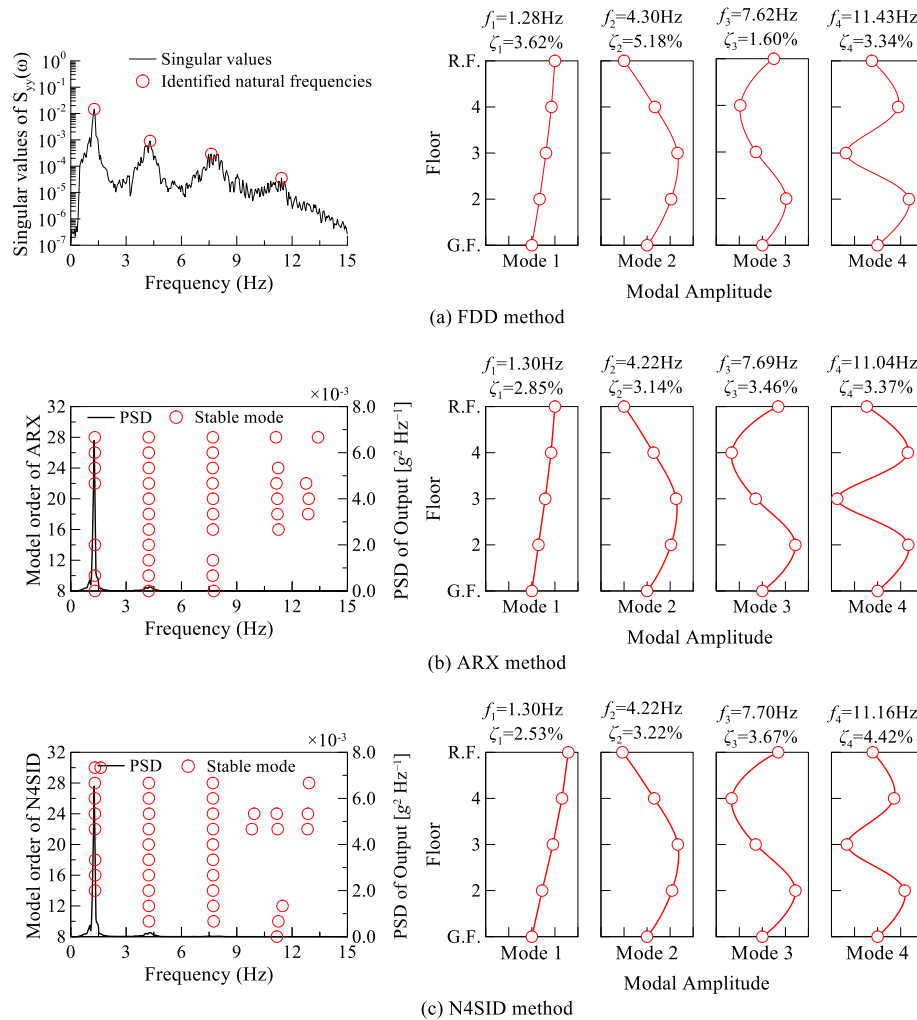 f₁=1.28Hz f₂=4.30Hz f₃=7.62Hz f₄=11.43Hz
ζ₁=3.62% ζ₂=5.18% ζ₃=1.60% ζ₄=3.34%
Singular values of Sᵧᵧ(ω)
10⁰
10⁻¹
10⁻²
10⁻³
10⁻⁴
10⁻⁵
10⁻⁶
10⁻⁷
Singular values
Identified natural frequencies
0 3 6 9 12 15
Frequency (Hz)
Floor
R.F.
4
3
2
G.F.
Mode 1 Mode 2 Mode 3 Mode 4
Modal Amplitude
(a) FDD method
f₁=1.30Hz f₂=4.22Hz f₃=7.69Hz f₄=11.04Hz
ζ₁=2.85% ζ₂=3.14% ζ₃=3.46% ζ₄=3.37%
×10⁻³
Model order of ARX
32
28
24
20
16
12
8
PSD Stable mode
8.0
6.0
4.0
2.0
0.0
PSD of Output [g² Hz⁻¹]
0 3 6 9 12 15
Frequency (Hz)
Floor
R.F.
4
3
2
G.F.
Mode 1 Mode 2 Mode 3 Mode 4
Modal Amplitude
(b) ARX method
f₁=1.30Hz f₂=4.22Hz f₃=7.70Hz f₄=11.16Hz
ζ₁=2.53% ζ₂=3.22% ζ₃=3.67% ζ₄=4.42%
×10⁻³
Model order of N4SID
32
28
24
20
16
12
8
PSD Stable mode
8.0
6.0
4.0
2.0
0.0
PSD of Output [g² Hz⁻¹]
0 3 6 9 12 15
Frequency (Hz)
Floor
R.F.
4
3
2
G.F.
Mode 1 Mode 2 Mode 3 Mode 4
Modal Amplitude
(c) N4SID method